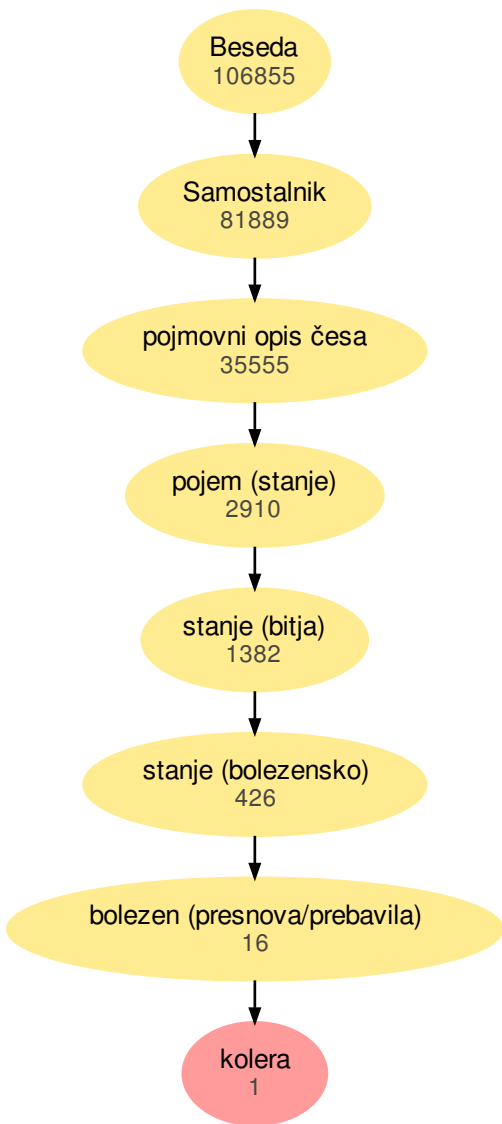 Beseda
106855
Samostalnik
81889
pojmovni opis česa
35555
pojem (stanje)
2910
stanje (bitja)
1382
stanje (bolezensko)
426
bolezen (presnova/prebavila)
16
kolera
1